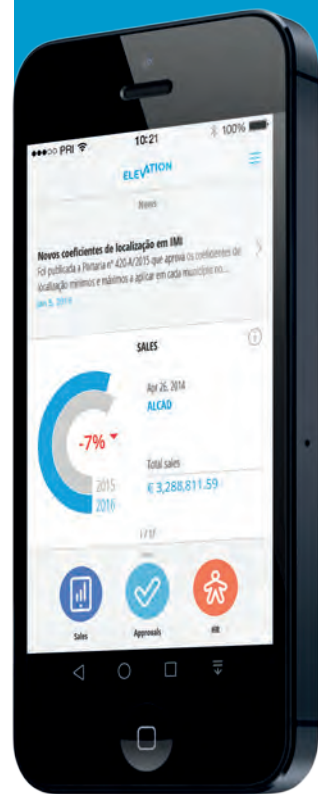 PRI 10:21 100%
ELEVATION
News
Novos coeficientes de localização em IMI
Foi publicada a Portaria nº 420-A/2015 que aprova os coeficientes de
localização mínimos e máximos a aplicar em cada município no...
Jan 5, 2016
SALES
Apr 26, 2014
ALCAD
-7%
Total sales
€ 3,288,811.59
2015
2016
Sales
Approvals
HR